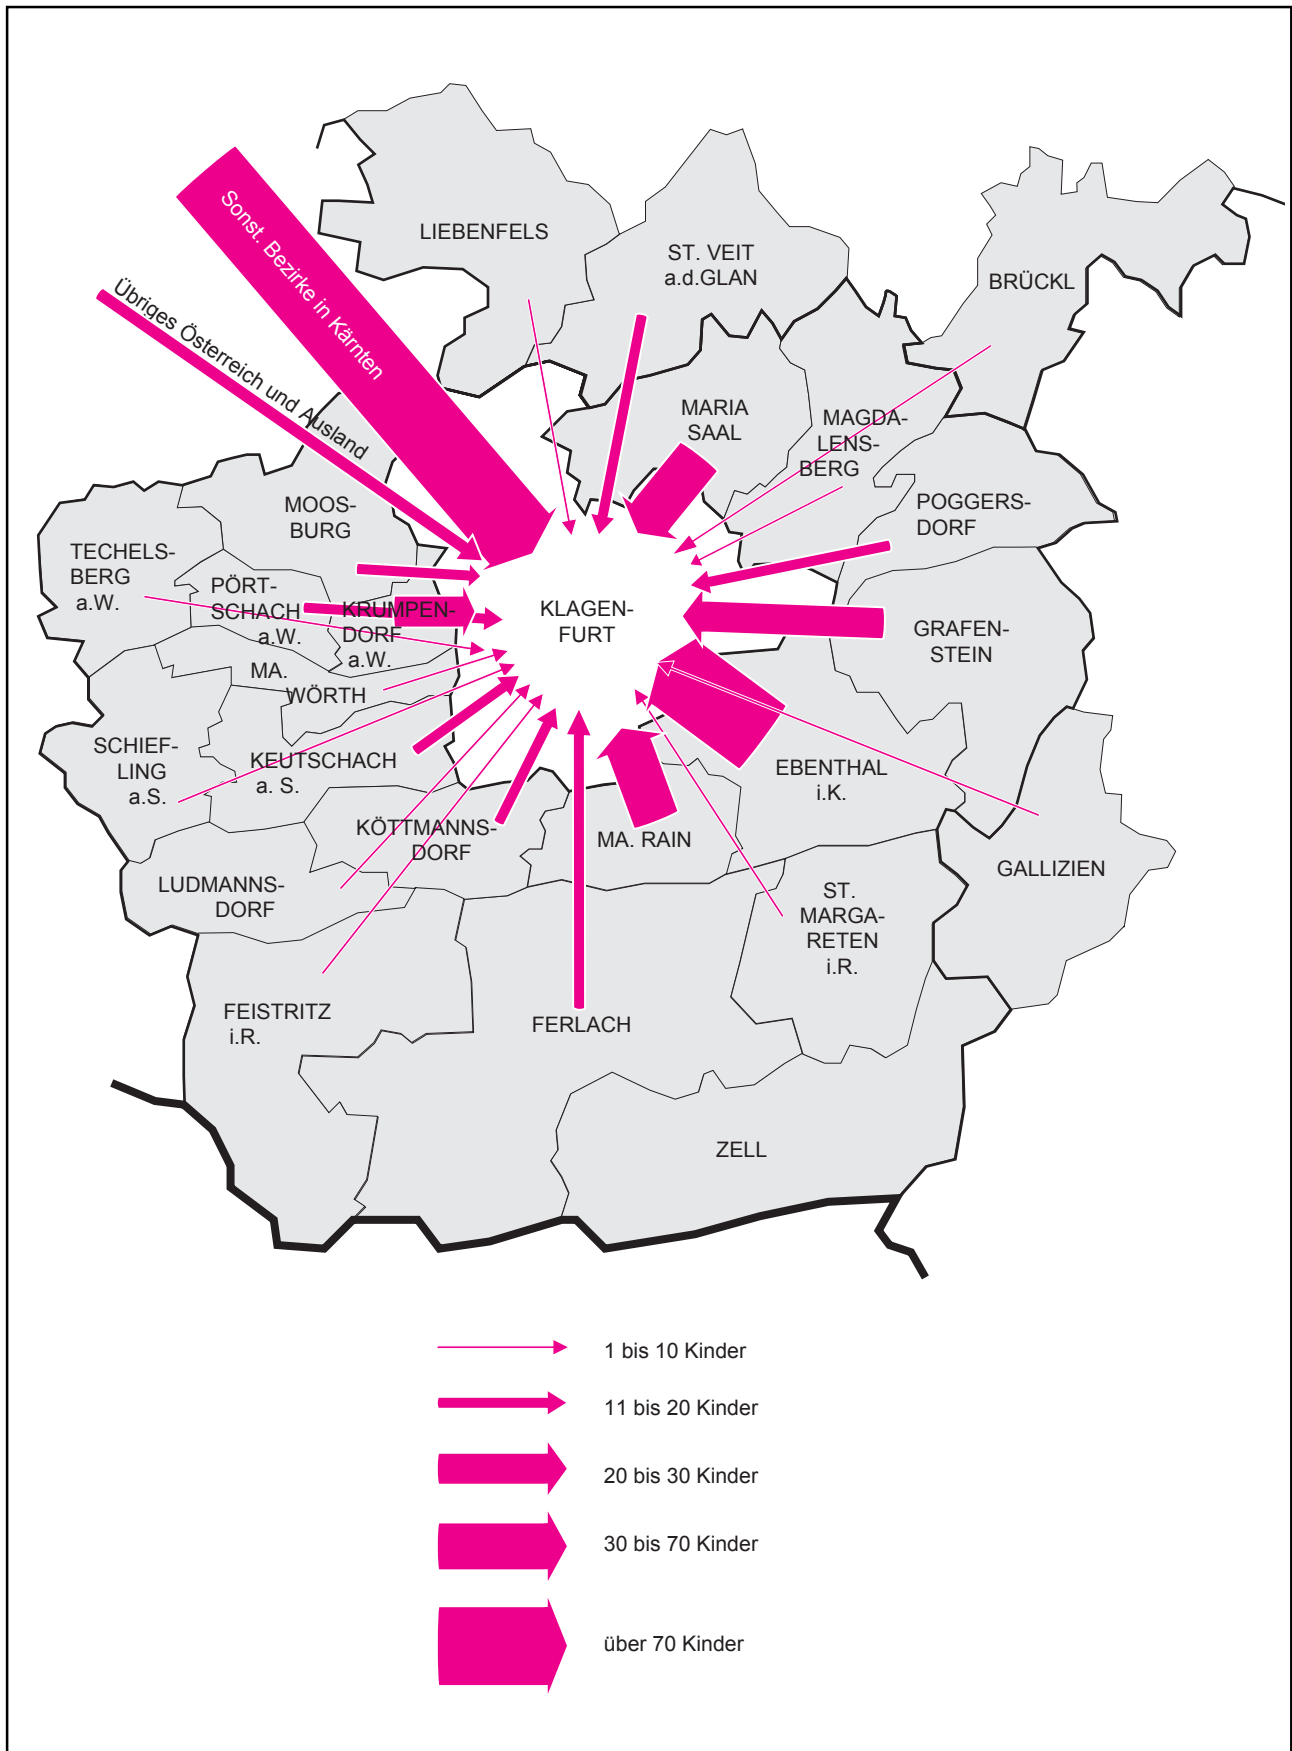 Sonst. Bezirke in Kärnten
Übriges Österreich und Ausland
LIEBENFELS
ST. VEIT
a.d.GLAN
BRÜCKL
MARIA
SAAL
MAGDA-
LENS-
BERG
POGGERS-
DORF
MOOS-
BURG
TECHELS-
BERG
a.W.
PÖRT-
SCHACH
a.W.
KRUMPEN-
DORF
a.W.
KLAGEN-
FURT
GRAFEN-
STEIN
MA.
WÖRTH
SCHIEF-
LING
a.S.
KEUTSCHACH
a. S.
EBENTHAL
i.K.
KÖTTMANNS-
DORF
MA. RAIN
GALLIZIEN
LUDMANNS-
DORF
ST.
MARGA-
RETEN
i.R.
FEISTRITZ
i.R.
FERLACH
ZELL
1 bis 10 Kinder
11 bis 20 Kinder
20 bis 30 Kinder
30 bis 70 Kinder
über 70 Kinder